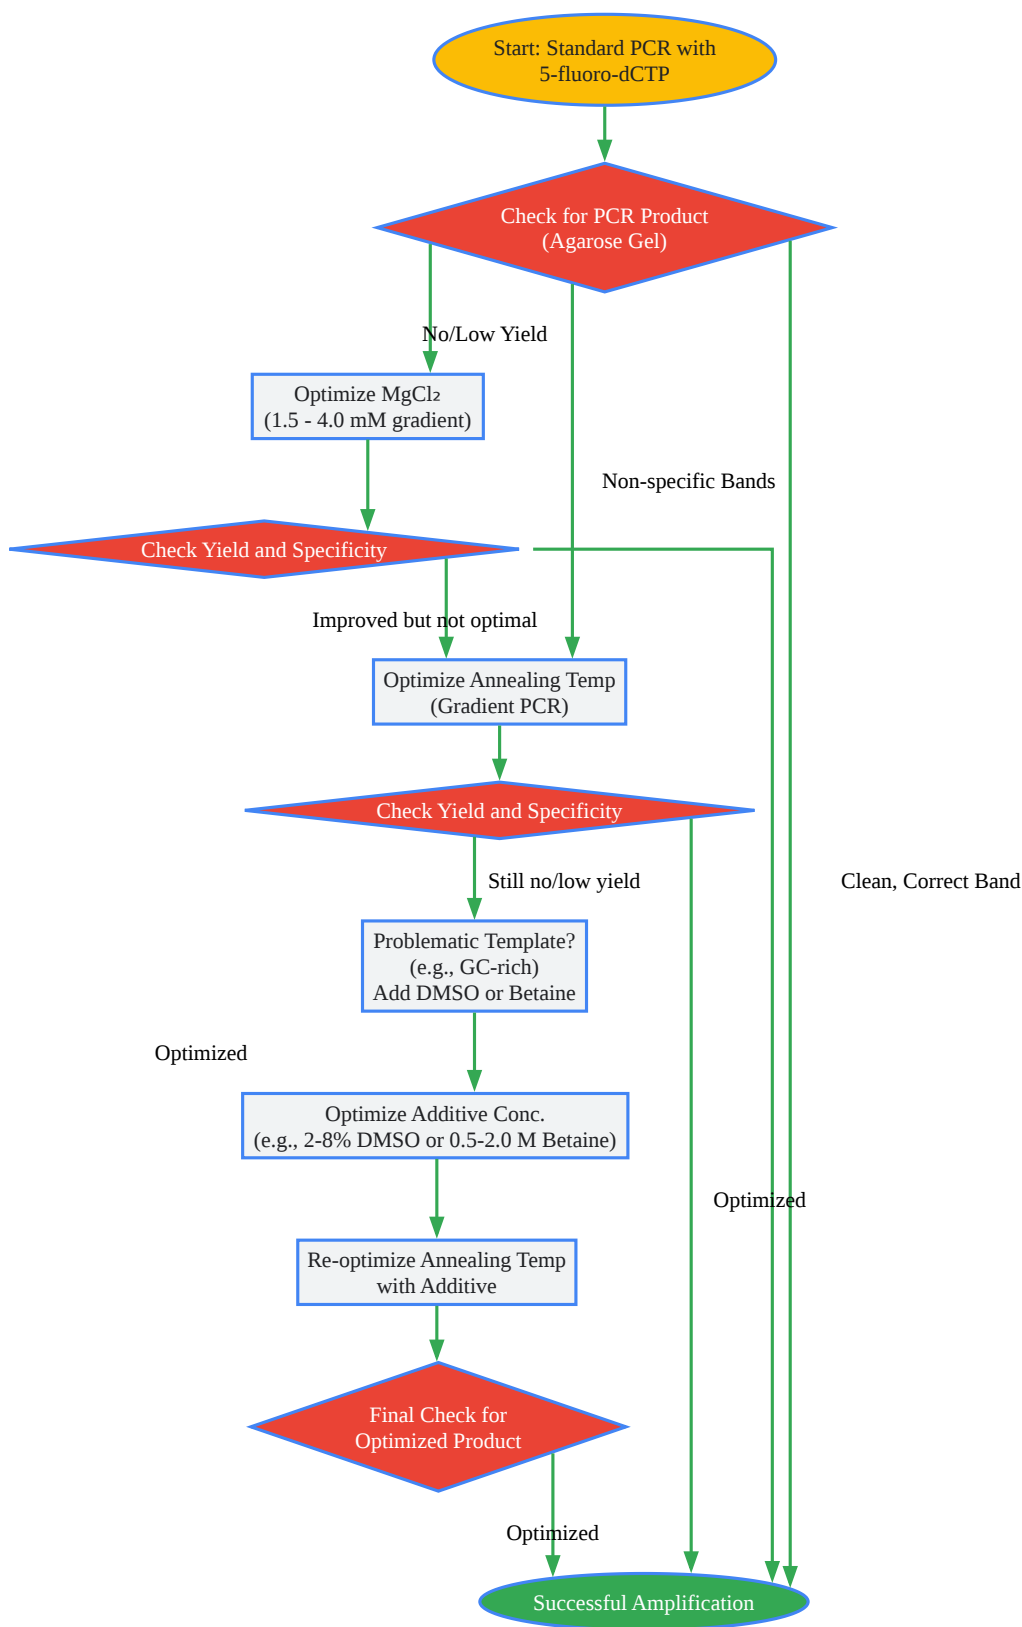 Start: Standard PCR with
5-fluoro-dCTP
Check for PCR Product
(Agarose Gel)
No/Low Yield
Optimize MgCl₂
(1.5 - 4.0 mM gradient)
Non-specific Bands
Check Yield and Specificity
Improved but not optimal
Optimize Annealing Temp
(Gradient PCR)
Check Yield and Specificity
Still no/low yield
Clean, Correct Band
Problematic Template?
(e.g., GC-rich)
Add DMSO or Betaine
Optimized
Optimize Additive Conc.
(e.g., 2-8% DMSO or 0.5-2.0 M Betaine)
Optimized
Re-optimize Annealing Temp
with Additive
Final Check for
Optimized Product
Optimized
Successful Amplification